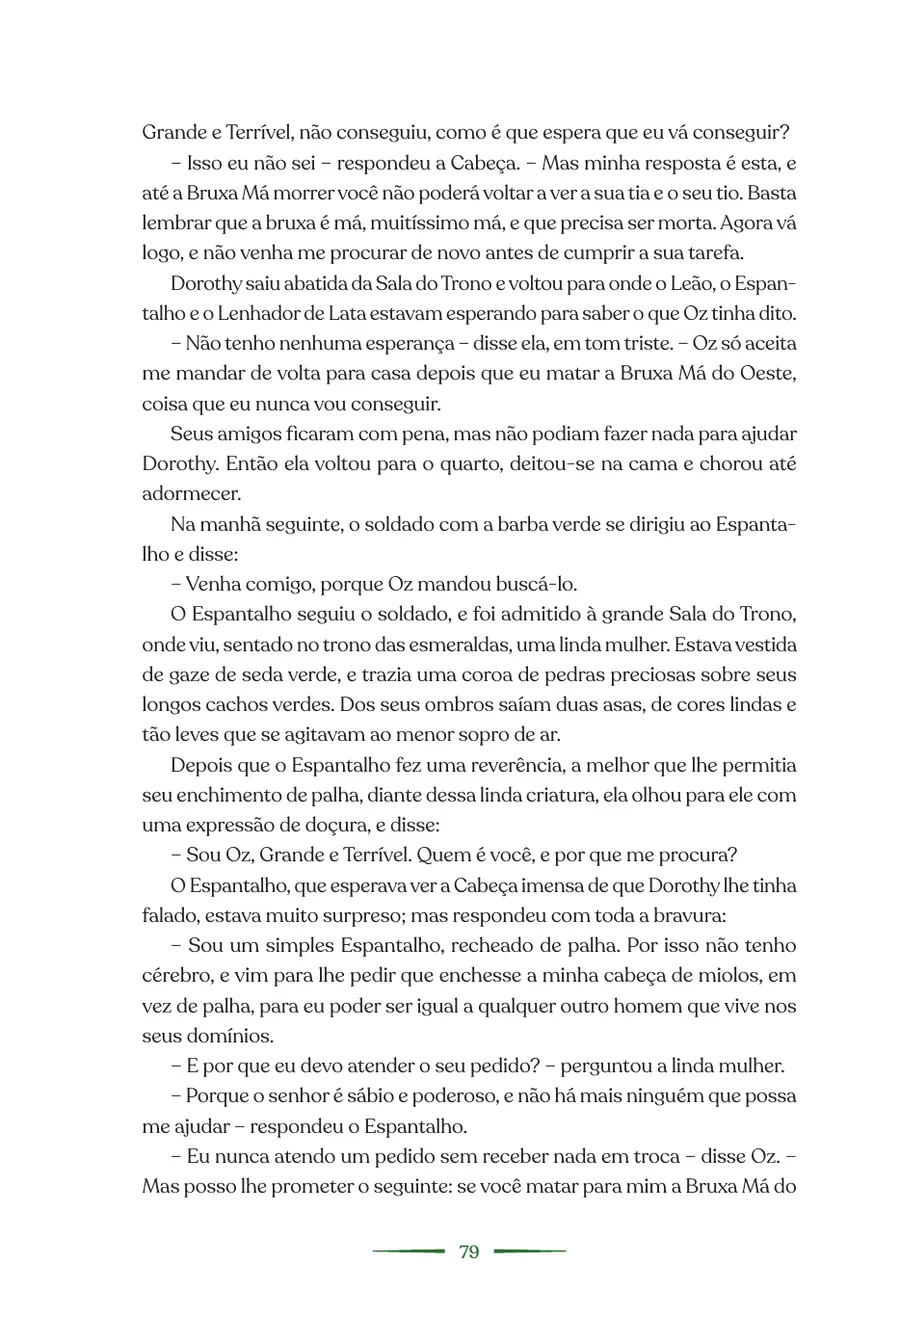 Grande e Terrível, não conseguiu, como é que espera que eu vá conseguir?
– Isso eu não sei – respondeu a Cabeça. – Mas minha resposta é esta, e
até a Bruxa Má morrer você não poderá voltar a ver a sua tia e o seu tio. Basta
lembrar que a bruxa é má, muitíssimo má, e que precisa ser morta. Agora vá
logo, e não venha me procurar de novo antes de cumprir a sua tarefa.
Dorothy saiu abatida da Sala do Trono e voltou para onde o Leão, o Espan-
talho e o Lenhador de Lata estavam esperando para saber o que Oz tinha dito.
– Não tenho nenhuma esperança – disse ela, em tom triste. – Oz só aceita
me mandar de volta para casa depois que eu matar a Bruxa Má do Oeste,
coisa que eu nunca vou conseguir.
Seus amigos ficaram com pena, mas não podiam fazer nada para ajudar
Dorothy. Então ela voltou para o quarto, deitou-se na cama e chorou até
adormecer.
Na manhã seguinte, o soldado com a barba verde se dirigiu ao Espanta-
lho e disse:
– Venha comigo, porque Oz mandou buscá-lo.
O Espantalho seguiu o soldado, e foi admitido à grande Sala do Trono,
onde viu, sentado no trono das esmeraldas, uma linda mulher. Estava vestida
de gaze de seda verde, e trazia uma coroa de pedras preciosas sobre seus
longos cachos verdes. Dos seus ombros saíam duas asas, de cores lindas e
tão leves que se agitavam ao menor sopro de ar.
Depois que o Espantalho fez uma reverência, a melhor que lhe permitia
seu enchimento de palha, diante dessa linda criatura, ela olhou para ele com
uma expressão de doçura, e disse:
– Sou Oz, Grande e Terrível. Quem é você, e por que me procura?
O Espantalho, que esperava ver a Cabeça imensa de que Dorothy lhe tinha
falado, estava muito surpreso; mas respondeu com toda a bravura:
– Sou um simples Espantalho, recheado de palha. Por isso não tenho
cérebro, e vim para lhe pedir que enchesse a minha cabeça de miolos, em
vez de palha, para eu poder ser igual a qualquer outro homem que vive nos
seus domínios.
– E por que eu devo atender o seu pedido? – perguntou a linda mulher.
– Porque o senhor é sábio e poderoso, e não há mais ninguém que possa
me ajudar – respondeu o Espantalho.
– Eu nunca atendo um pedido sem receber nada em troca – disse Oz. –
Mas posso lhe prometer o seguinte: se você matar para mim a Bruxa Má do
79